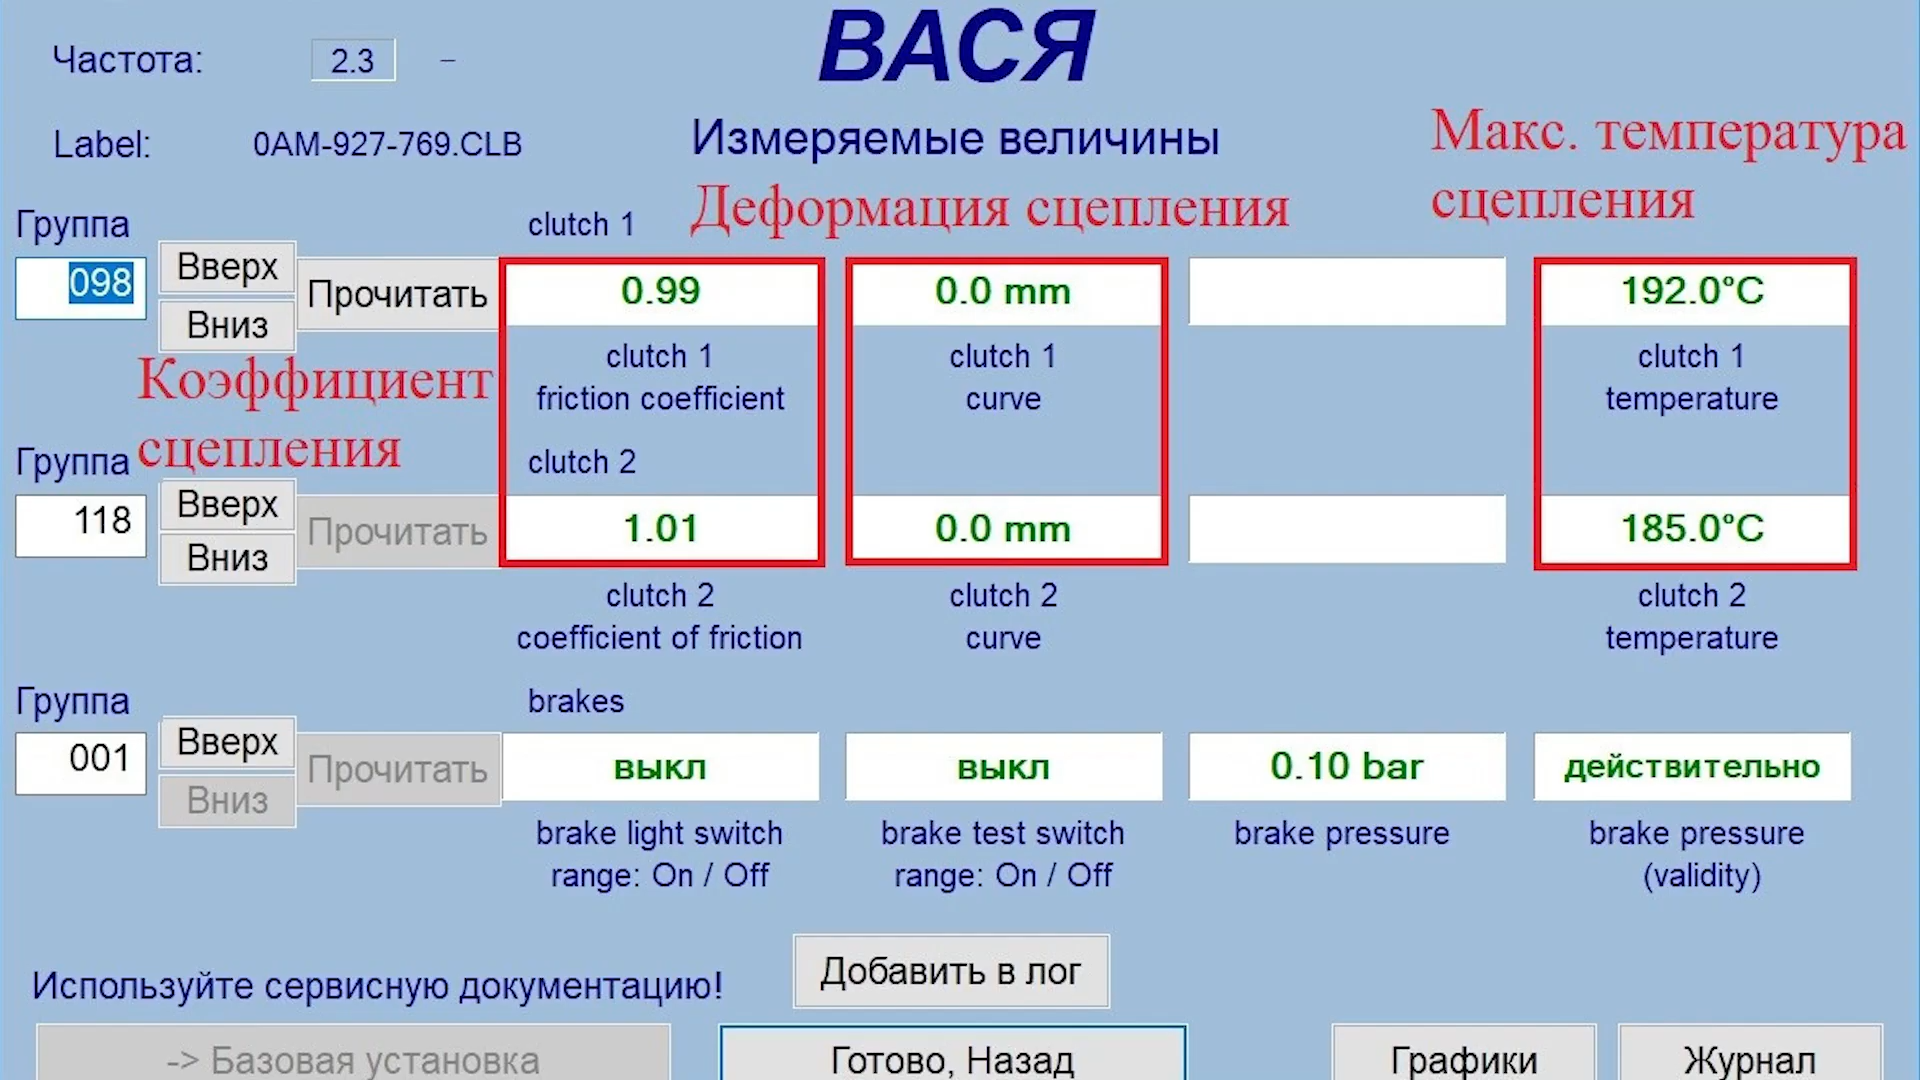 ВАСЯ
Частота: 2.3 –
Label: 0AM-927-769.CLB
Измеряемые величины
Макс. температура
сцепления
Деформация сцепления
Группа
clutch 1
098
Вверх
Вниз
Прочитать
0.99
0.0 mm
192.0°C
clutch 1
friction coefficient
clutch 1
curve
clutch 1
temperature
Коэффициент
сцепления
Группа
clutch 2
118
Вверх
Вниз
Прочитать
1.01
0.0 mm
185.0°C
clutch 2
coefficient of friction
clutch 2
curve
clutch 2
temperature
Группа
brakes
001
Вверх
Вниз
Прочитать
выкл
выкл
0.10 bar
действительно
brake light switch
range: On / Off
brake test switch
range: On / Off
brake pressure
brake pressure
(validity)
Используйте сервисную документацию!
Добавить в лог
-> Базовая установка
Готово, Назад
Графики
Журнал